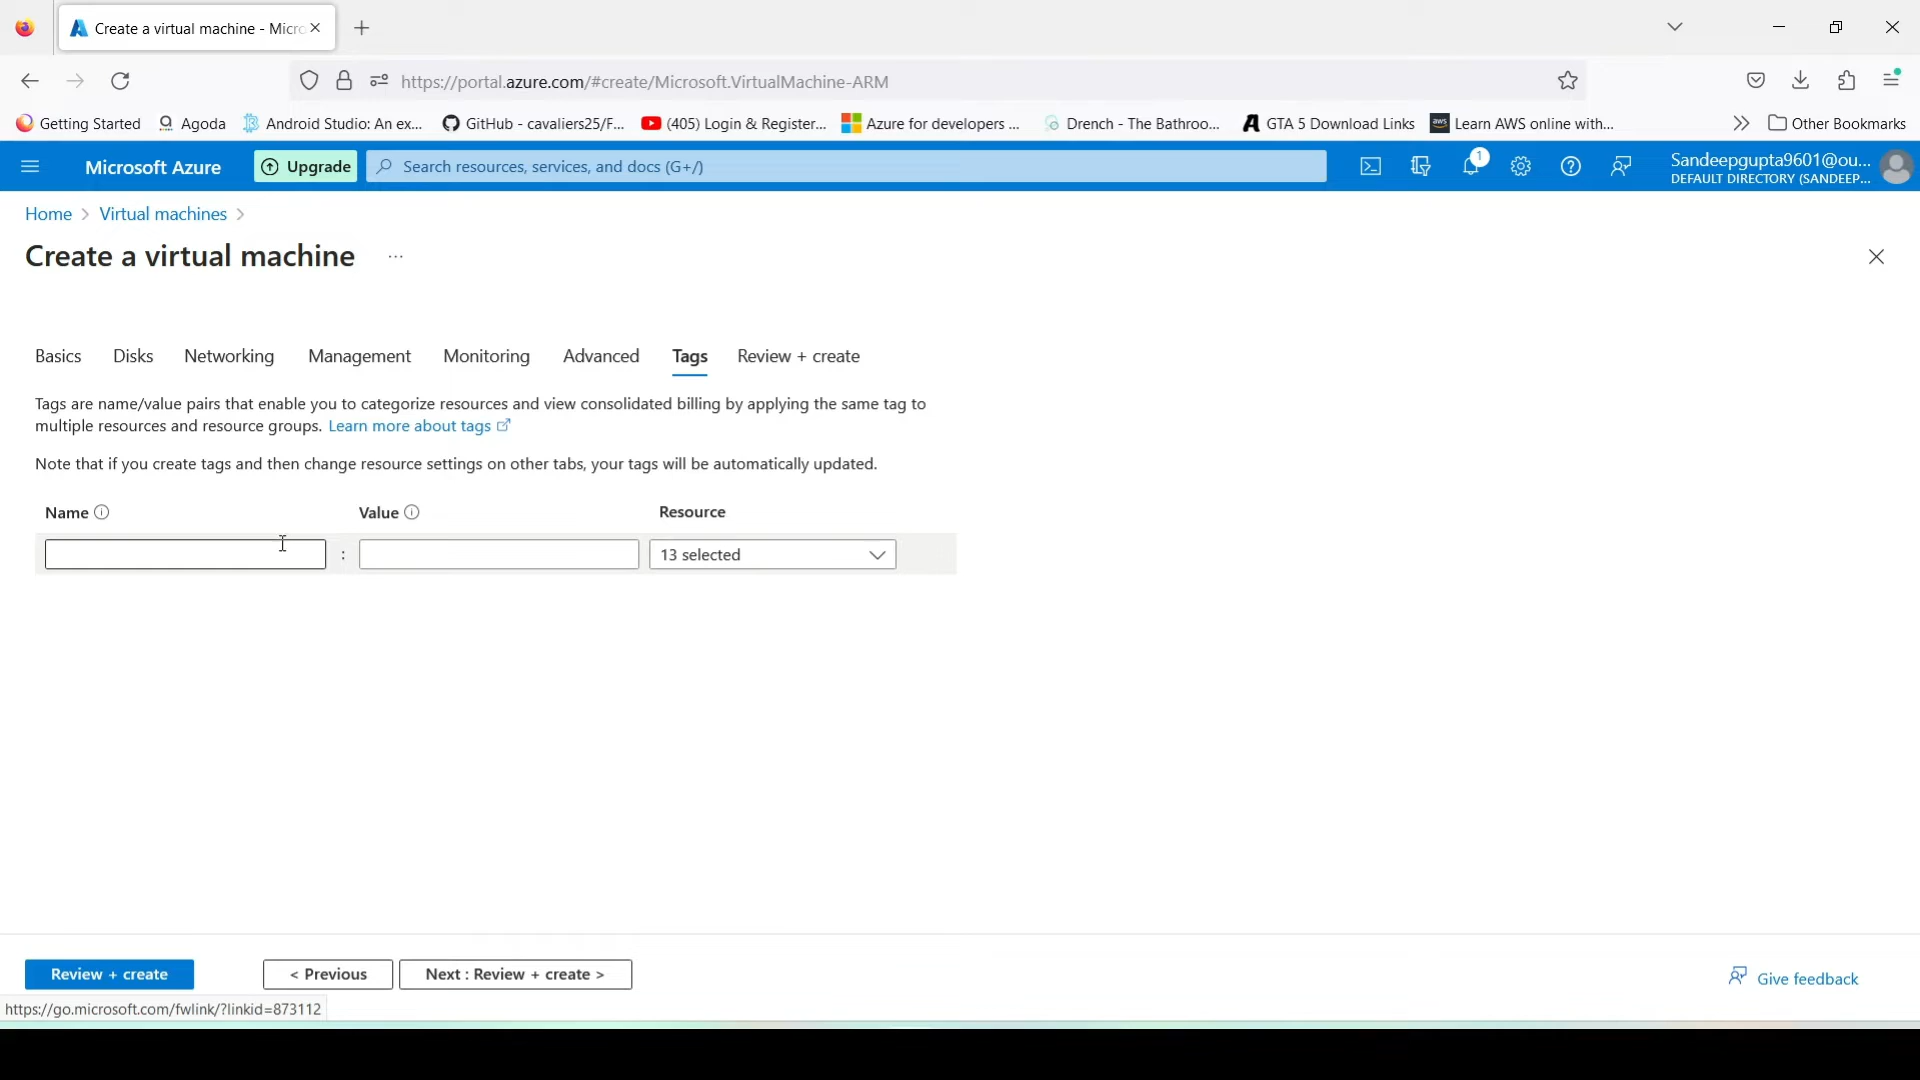 Create a virtual machine - Micro
https://portal.azure.com/#create/Microsoft.VirtualMachine-ARM
Getting Started Agoda Android Studio: An ex... GitHub - cavaliers25/F... (405) Login & Register... Azure for developers ... Drench - The Bathroo... GTA 5 Download Links aws Learn AWS online with... Other Bookmarks
Microsoft Azure Upgrade Search resources, services, and docs (G+/) 1 Sandeepgupta9601@ou...
DEFAULT DIRECTORY (SANDEEP...
Home > Virtual machines >
Create a virtual machine ...
Basics Disks Networking Management Monitoring Advanced Tags Review + create
Tags are name/value pairs that enable you to categorize resources and view consolidated billing by applying the same tag to
multiple resources and resource groups. Learn more about tags
Note that if you create tags and then change resource settings on other tabs, your tags will be automatically updated.
Name Value Resource
: 13 selected
Review + create < Previous Next : Review + create > Give feedback
https://go.microsoft.com/fwlink/?linkid=873112